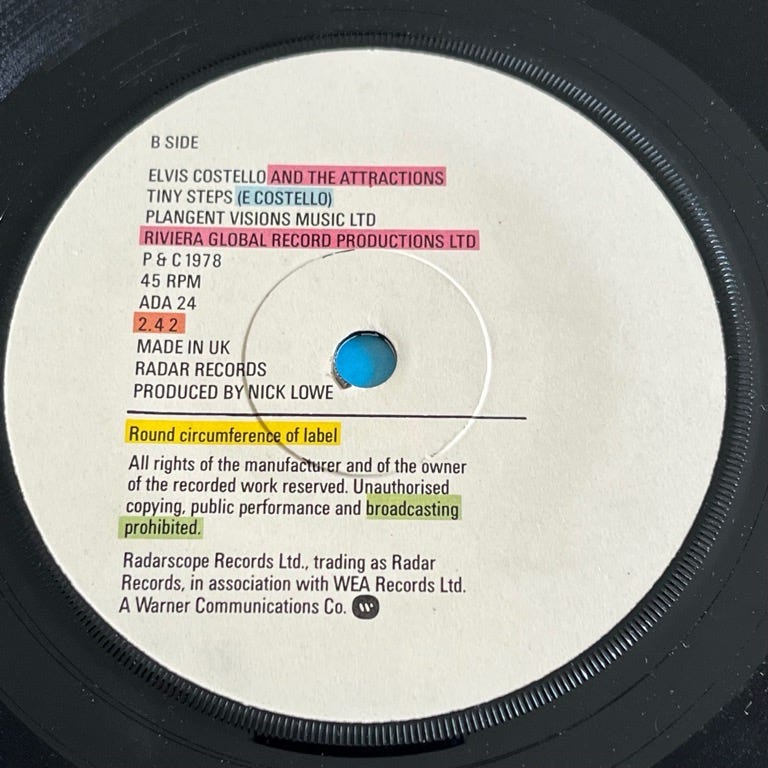 B SIDE
ELVIS COSTELLO AND THE ATTRACTIONS
TINY STEPS (E COSTELLO)
PLANGENT VISIONS MUSIC LTD
RIVIERA GLOBAL RECORD PRODUCTIONS LTD
P & C 1978
45 RPM
ADA 24
2.42
MADE IN UK
RADAR RECORDS
PRODUCED BY NICK LOWE
Round circumference of label
All rights of the manufacturer and of the owner
of the recorded work reserved. Unauthorised
copying, public performance and broadcasting
prohibited.
Radarscope Records Ltd., trading as Radar
Records, in association with WEA Records Ltd.
A Warner Communications Co.